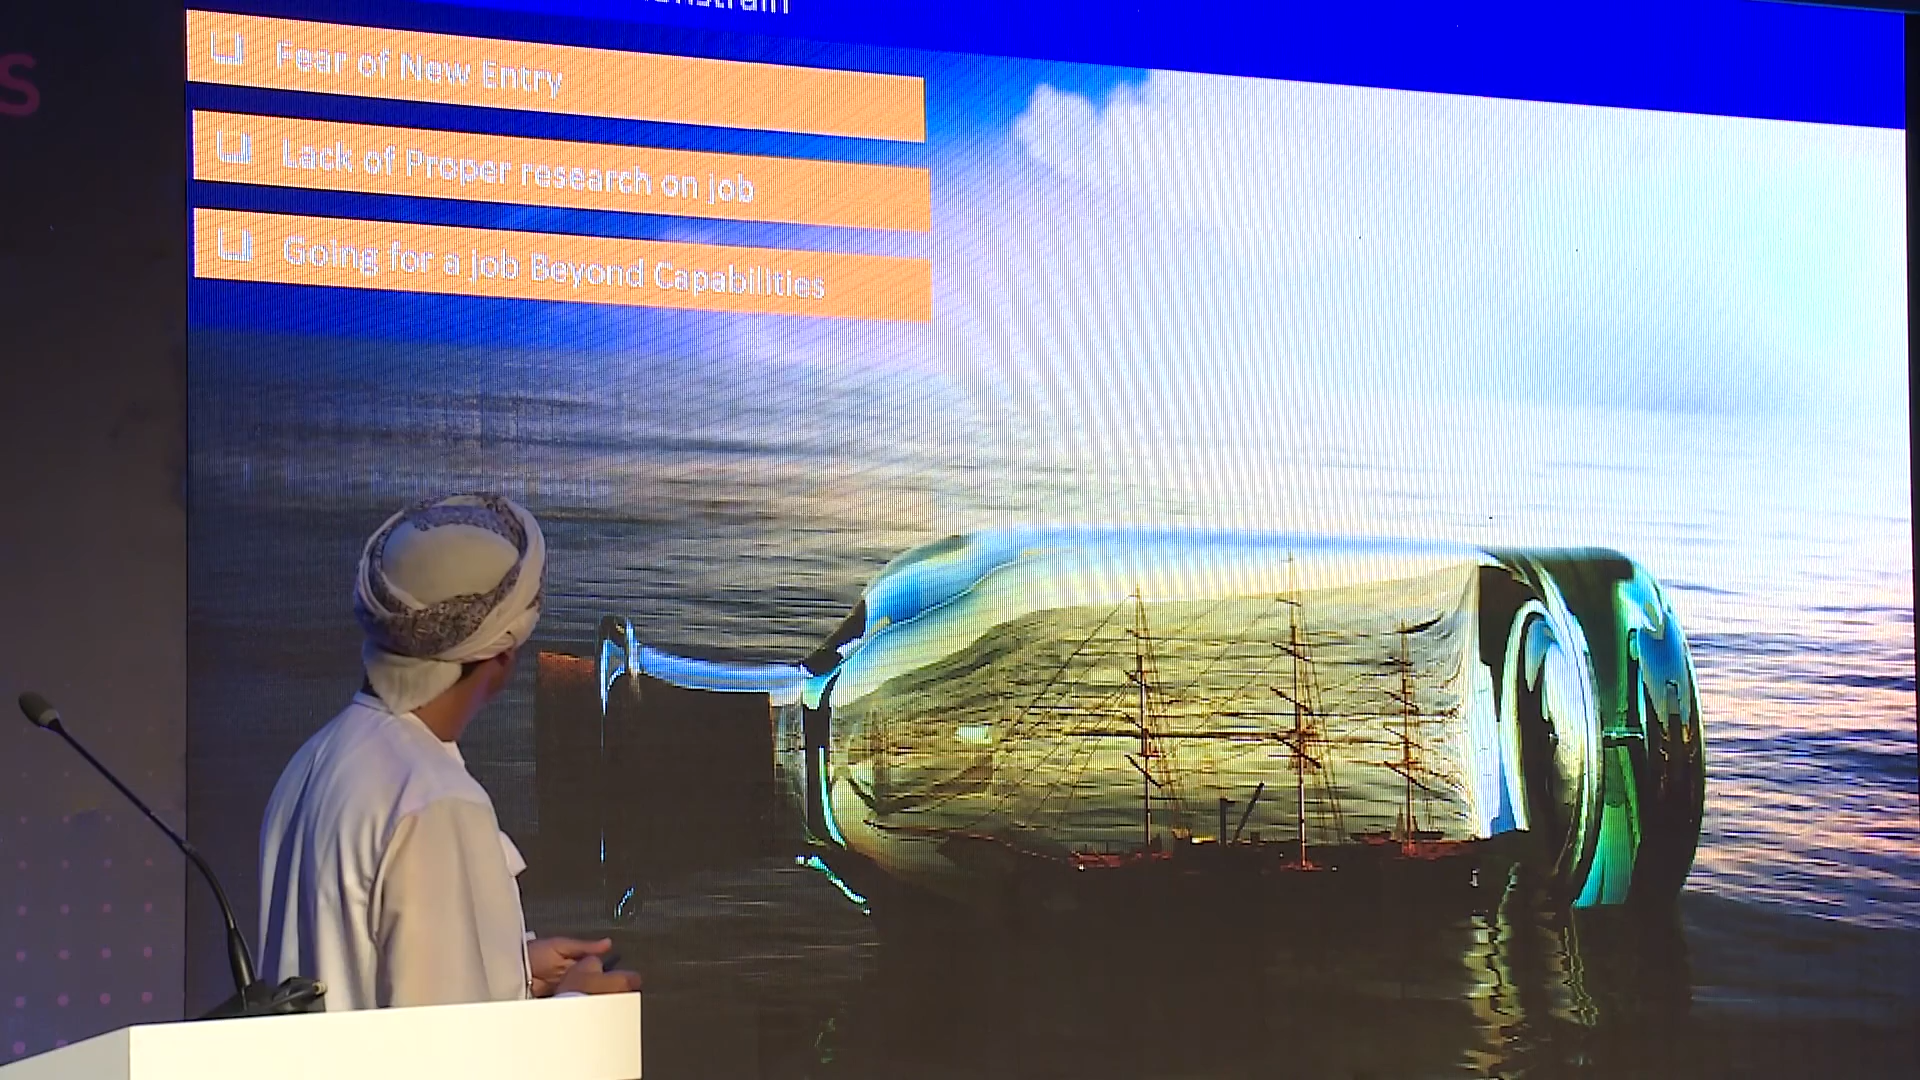 Fear of New Entry
Lack of Proper research on job
Going for a job Beyond Capabilities